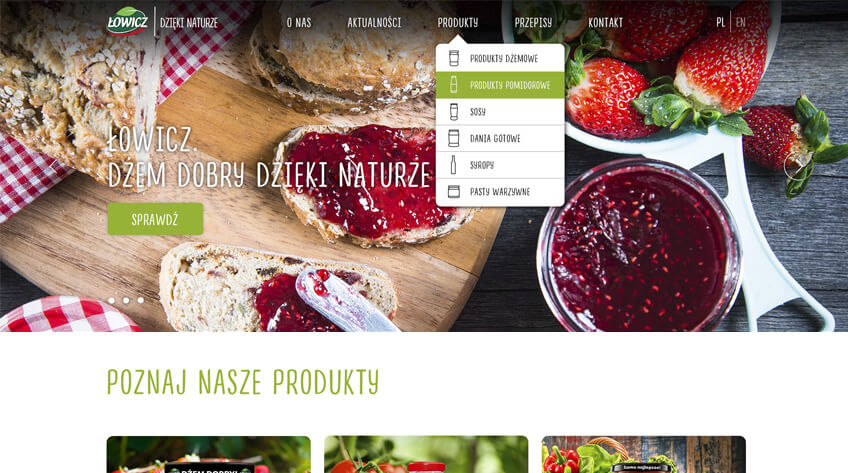 ŁOWICZ
DZIĘKI NATURZE
O NAS
AKTUALNOŚCI
PRODUKTY
PRZEPISY
KONTAKT
PL | EN
PRODUKTY DŻEMOWE
PRODUKTY POMIDOROWE
SOSY
DANIA GOTOWE
SYROPY
PASTY WARZYWNE
ŁOWICZ.
DŻEM DOBRY DZIĘKI NATURZE
SPRAWDŹ
POZNAJ NASZE PRODUKTY
DŻEM DOBRY!
Same najlepsze!